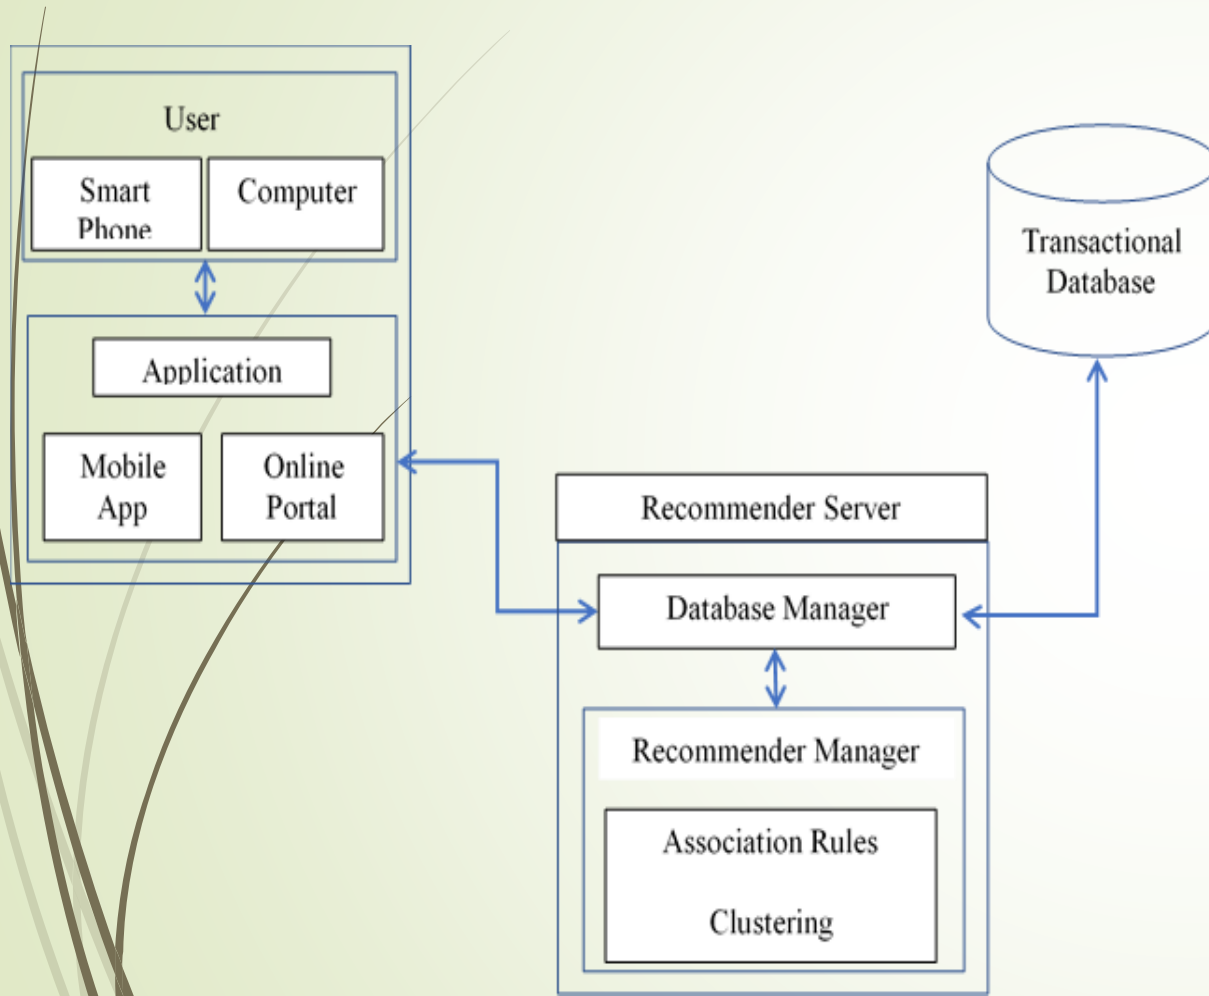 User
Smart
Phone
Computer
Application
Mobile
App
Online
Portal
Transactional
Database
Recommender Server
Database Manager
Recommender Manager
Association Rules
Clustering